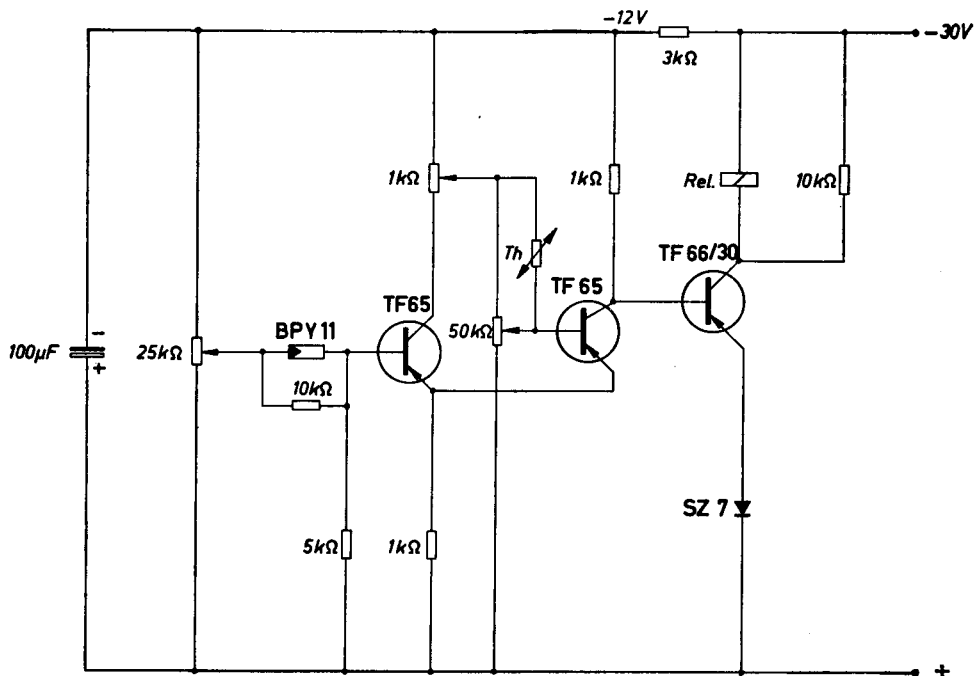 -12V
-30V
3kΩ
1kΩ
1kΩ
Rel.
10kΩ
Th
TF 66/30
TF65
TF 65
BPY 11
50kΩ
-
100µF
+
25kΩ
10kΩ
SZ 7
5kΩ
1kΩ
+